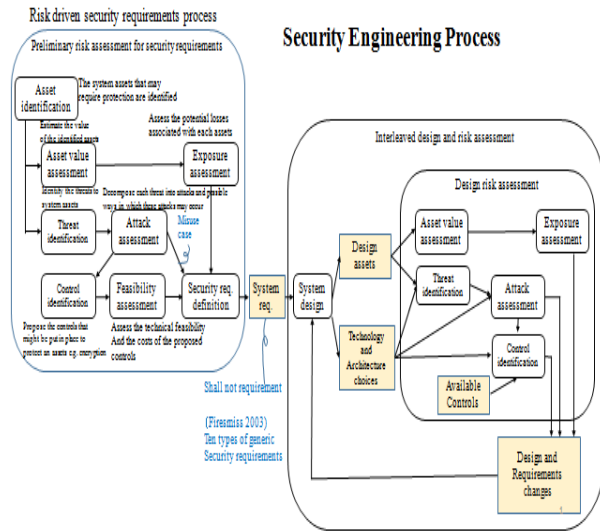 Risk driven security requirements process
Security Engineering Process
Preliminary risk assessment for security requirements
Asset
identification
The system assets that may
require protection are identified
Estimate the value
of the identified assets
Assess the potential losses
associated with each assets
Asset value
assessment
Exposure
assessment
Identify the threats to
system assets
Decompose each threat into attacks and possible
ways in which these attacks may occur
Threat
identification
Attack
assessment
Misuse
case
Control
identification
Feasibility
assessment
Security req.
definition
System
req.
Propose the controls that
might be put in place to
protect an assets e.g. encryption
Assess the technical feasibility
And the costs of the proposed
controls
Shall not requirement
(Firesmiss 2003)
Ten types of generic
Security requirements
Interleaved design and risk assessment
Design risk assessment
System
design
Design
assets
Technology
and
Architecture
choices
Asset value
assessment
Exposure
assessment
Threat
identification
Attack
assessment
Control
identification
Available
Controls
Design and
Requirements
changes